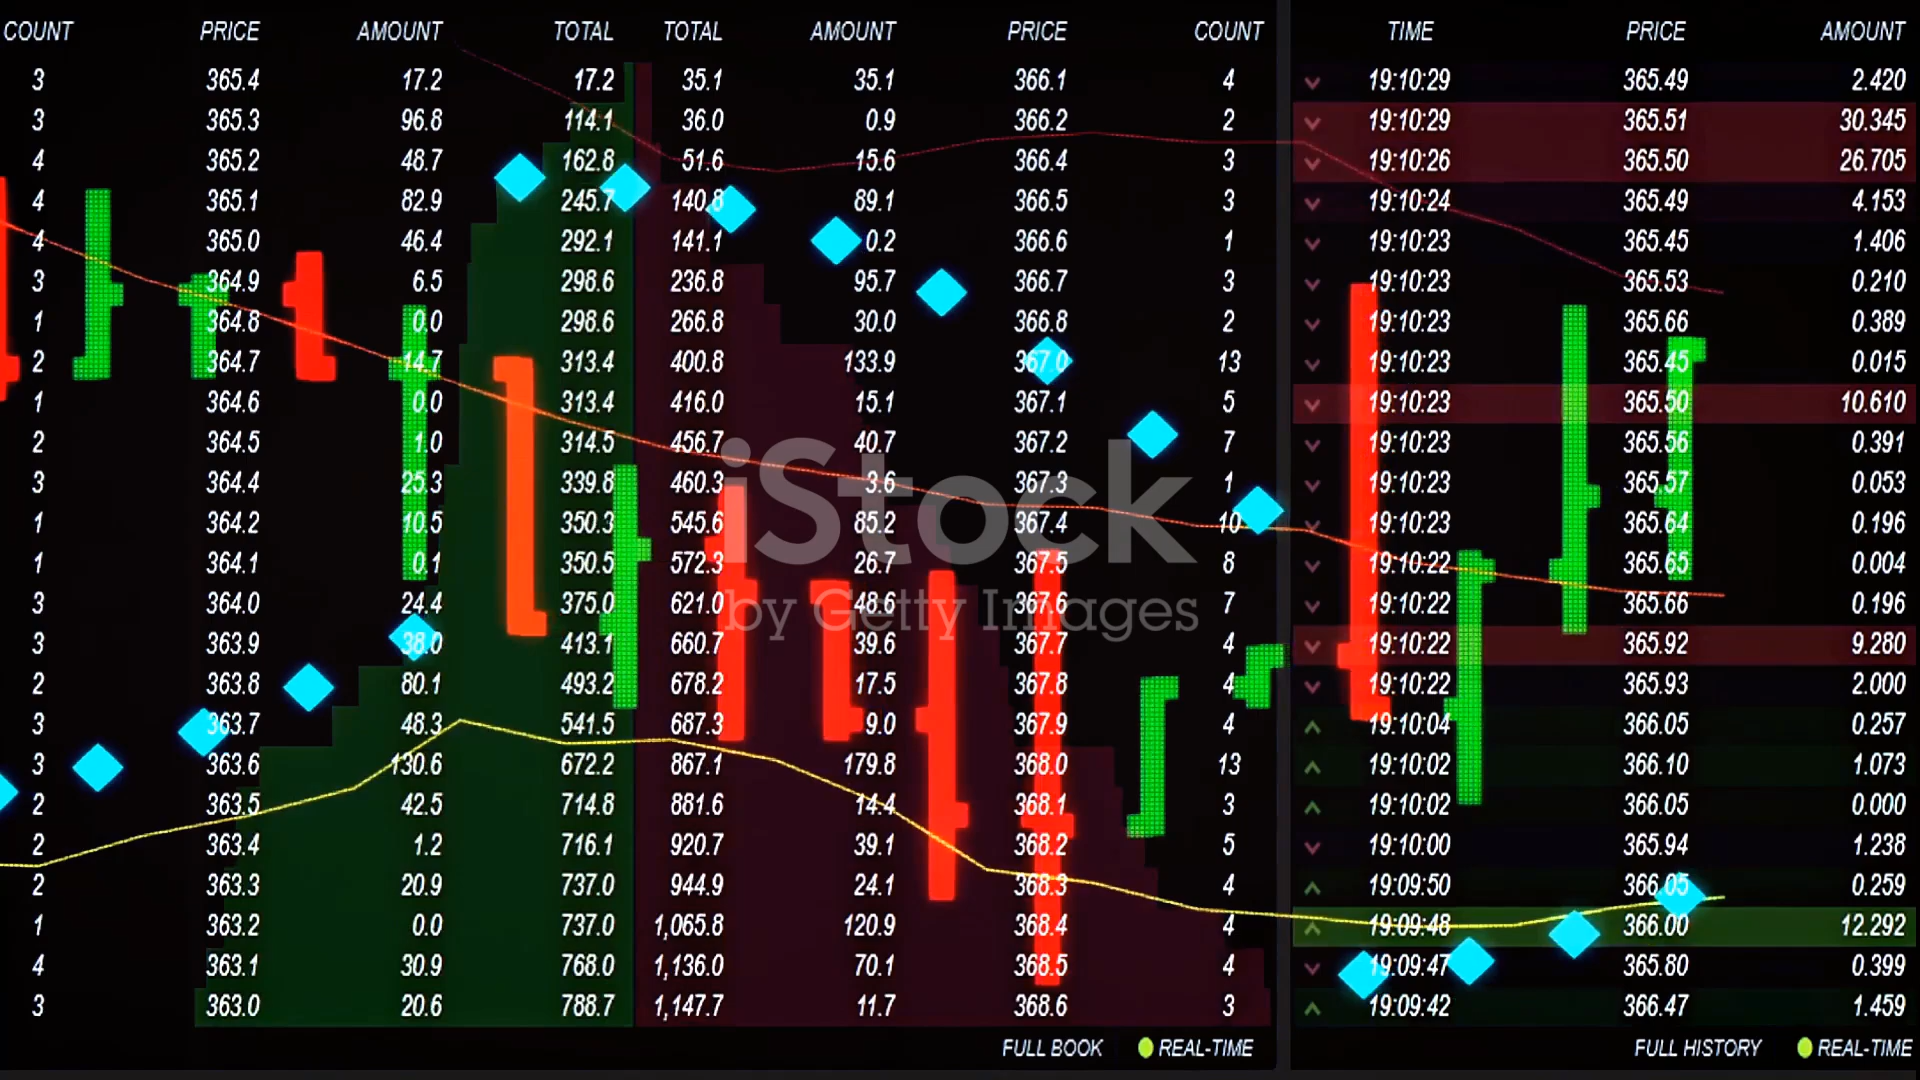 COUNT PRICE AMOUNT TOTAL TOTAL AMOUNT PRICE COUNT TIME PRICE AMOUNT
3 365.4 17.2 17.2 35.1 35.1 366.1 4 19:10:29 365.49 2.420
3 365.3 96.8 114.1 36.0 0.9 366.2 2 19:10:29 365.51 30.345
4 365.2 48.7 162.8 51.6 15.6 366.4 3 19:10:26 365.50 26.705
4 365.1 82.9 245.7 140.8 89.1 366.5 3 19:10:24 365.49 4.153
4 365.0 46.4 292.1 141.1 0.2 366.6 1 19:10:23 365.45 1.406
3 364.9 6.5 298.6 236.8 95.7 366.7 3 19:10:23 365.53 0.210
1 364.8 0.0 298.6 266.8 30.0 366.8 2 19:10:23 365.66 0.389
2 364.7 14.7 313.4 400.8 133.9 367.0 13 19:10:23 365.45 0.015
1 364.6 0.0 313.4 416.0 15.1 367.1 5 19:10:23 365.50 10.610
2 364.5 1.0 314.5 456.7 40.7 367.2 7 19:10:23 365.56 0.391
3 364.4 25.3 339.8 460.3 3.6 367.3 1 19:10:23 365.57 0.053
1 364.2 10.5 350.3 545.6 85.2 367.4 10 19:10:23 365.64 0.196
iStock
1 364.1 0.1 350.5 572.3 26.7 367.5 8 19:10:22 365.65 0.004
3 364.0 24.4 375.0 621.0 48.6 367.6 7 19:10:22 365.66 0.196
by Getty Images
3 363.9 38.0 413.1 660.7 39.6 367.7 4 19:10:22 365.92 9.280
2 363.8 80.1 493.2 678.2 17.5 367.8 4 19:10:22 365.93 2.000
3 363.7 48.3 541.5 687.3 9.0 367.9 4 19:10:04 366.05 0.257
3 363.6 130.6 672.2 867.1 179.8 368.0 13 19:10:02 366.10 1.073
2 363.5 42.5 714.8 881.6 14.4 368.1 3 19:10:02 366.05 0.000
2 363.4 1.2 716.1 920.7 39.1 368.2 5 19:10:00 365.94 1.238
2 363.3 20.9 737.0 944.9 24.1 368.3 4 19:09:50 366.05 0.259
1 363.2 0.0 737.0 1,065.8 120.9 368.4 4 19:09:48 366.00 12.292
4 363.1 30.9 768.0 1,136.0 70.1 368.5 4 19:09:47 365.80 0.399
3 363.0 20.6 788.7 1,147.7 11.7 368.6 3 19:09:42 366.47 1.459
FULL BOOK REAL-TIME FULL HISTORY REAL-TIME